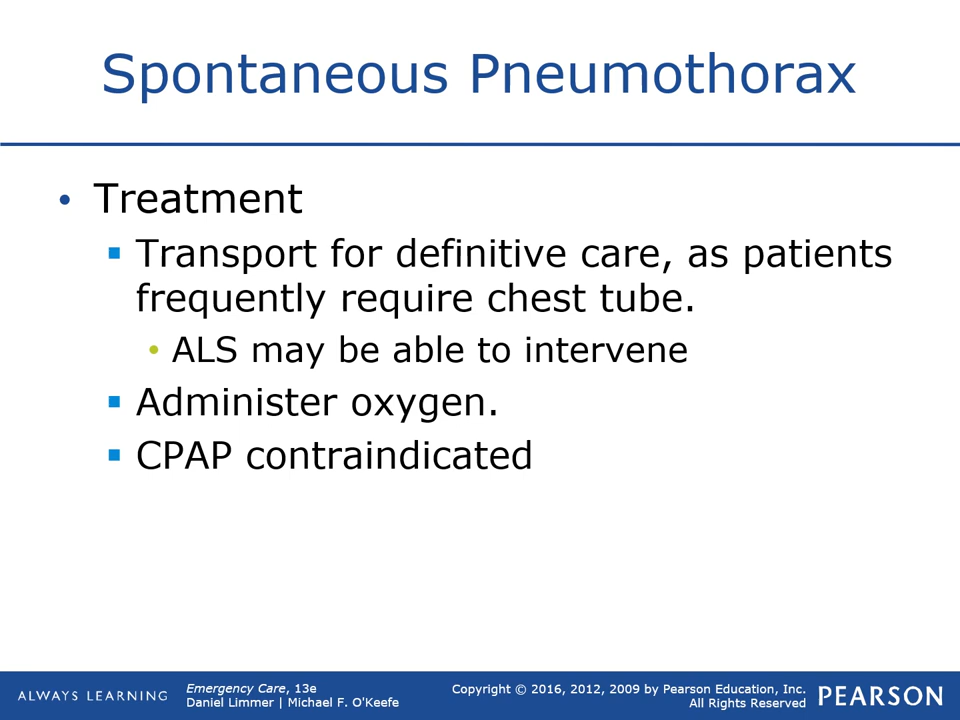 Spontaneous Pneumothorax
• Treatment
▪ Transport for definitive care, as patients
frequently require chest tube.
• ALS may be able to intervene
▪ Administer oxygen.
▪ CPAP contraindicated
ALWAYS LEARNING
Emergency Care, 13e
Daniel Limmer | Michael F. O'Keefe
Copyright © 2016, 2012, 2009 by Pearson Education, Inc.
All Rights Reserved
PEARSON